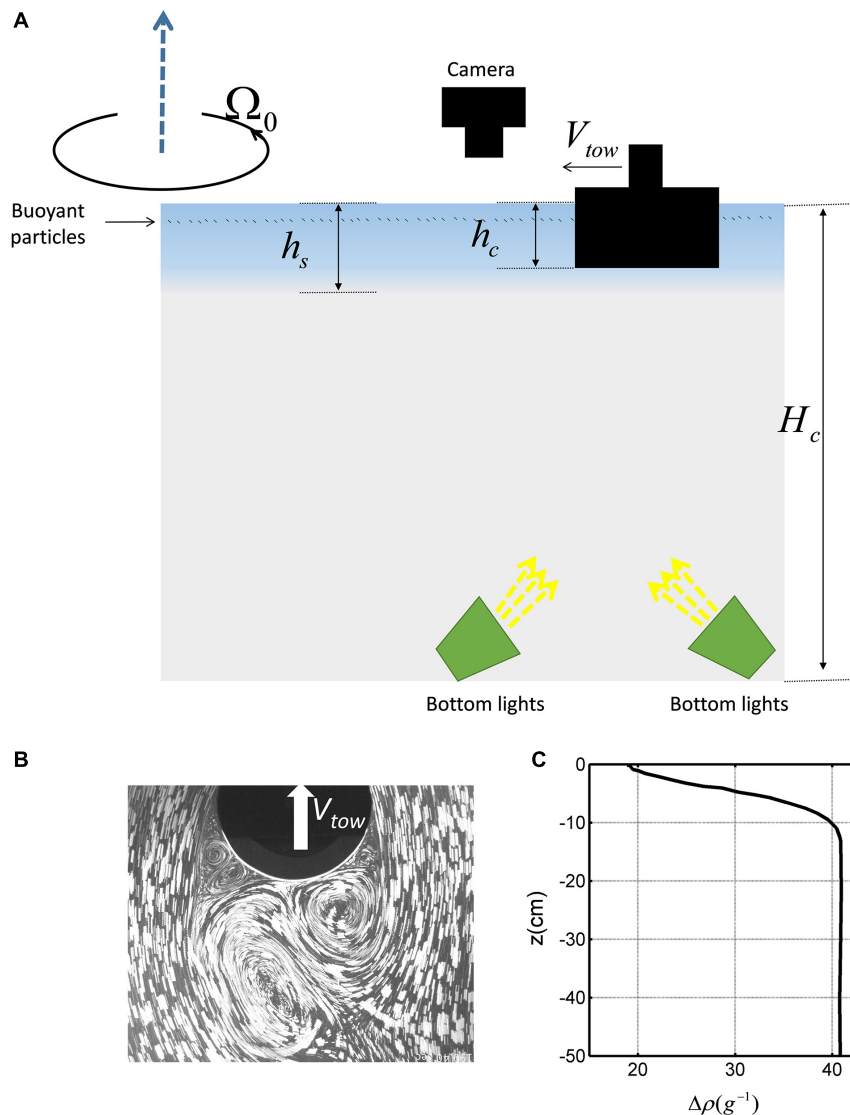 A
Ω0
Camera
Vtow
Buoyant
particles
hs
hc
Hc
Bottom lights
Bottom lights
B
C
Vtow
0
-10
-20
-30
-40
-50
z(cm)
20
30
40
Δρ(g⁻¹)